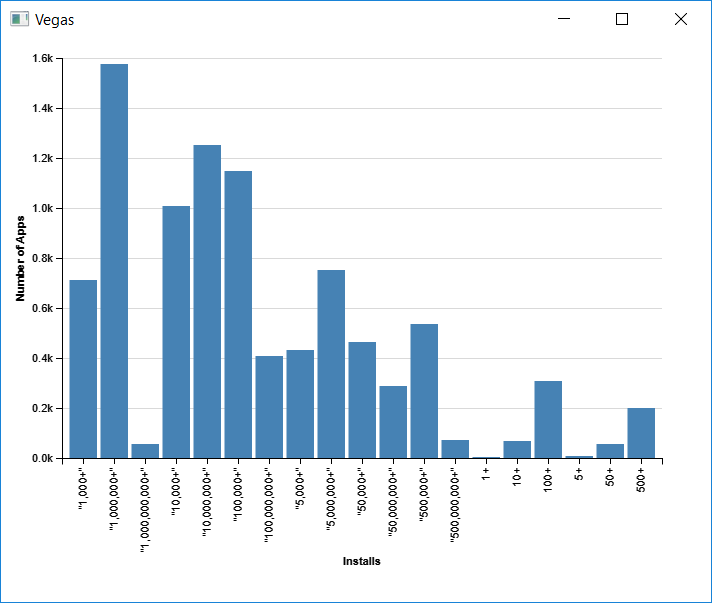 Vegas
1.6k
1.4k
1.2k
1.0k
0.8k
0.6k
0.4k
0.2k
0.0k
Number of Apps
"1,000+"
"1,000,000+"
"1,000,000,000+"
"10,000+"
"10,000,000+"
"100,000+"
"100,000,000+"
"5,000+"
"5,000,000+"
"50,000+"
"50,000,000+"
"500,000+"
"500,000,000+"
1+
10+
100+
5+
50+
500+
Installs